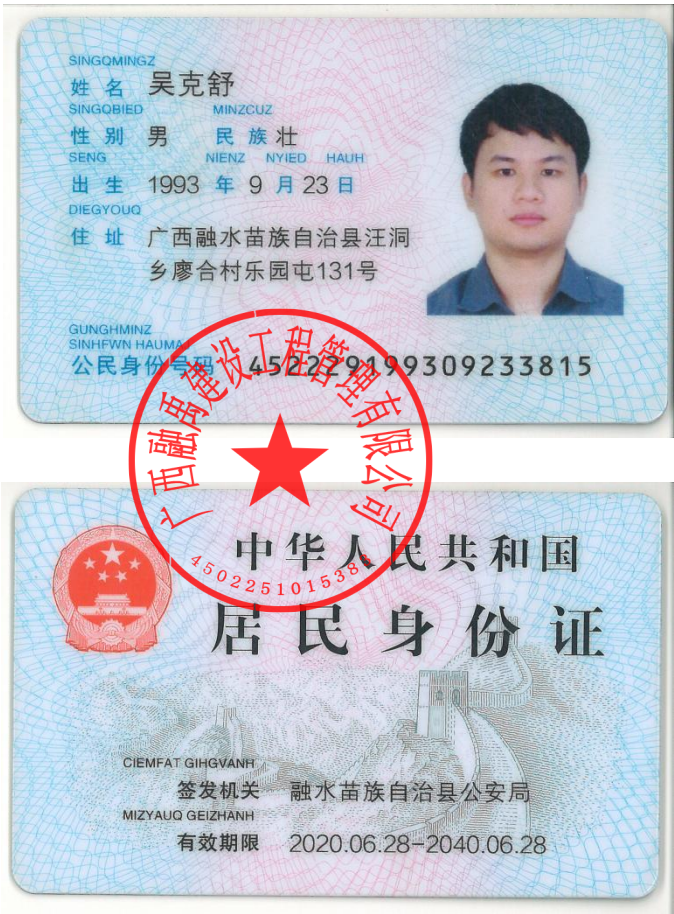 SINGQMINGZ
姓名 吴克舒
SINGQBIED MINZCUZ
性别 男 民族 壮
SENG NIENZ NYIED HAUH
出生 1993 年 9 月 23 日
DIEGYOUQ
住址 广西融水苗族自治县汪洞
乡廖合村乐园屯131号
GUNGHMINZ
SINHFWN HAUMA
公民身份号码 452229199309233815
广西融禹建设工程管理有限公司
中华人民共和国
居民身份证
CIEMFAT GIHGVANH
签发机关 融水苗族自治县公安局
MIZYAUQ GEIZHANH
有效期限 2020.06.28-2040.06.28